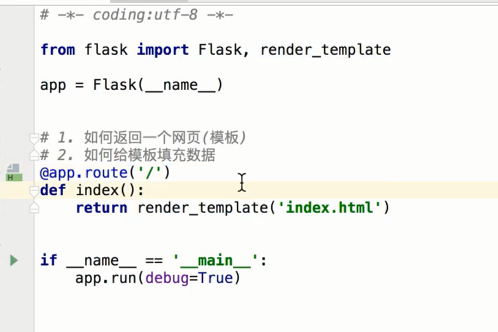 # -*- coding:utf-8 -*-
from flask import Flask, render_template
app = Flask(__name__)
# 1. 如何返回一个网页(模板)
# 2. 如何给模板填充数据
@app.route('/')
def index():
    return render_template('index.html')
if __name__ == '__main__':
    app.run(debug=True)